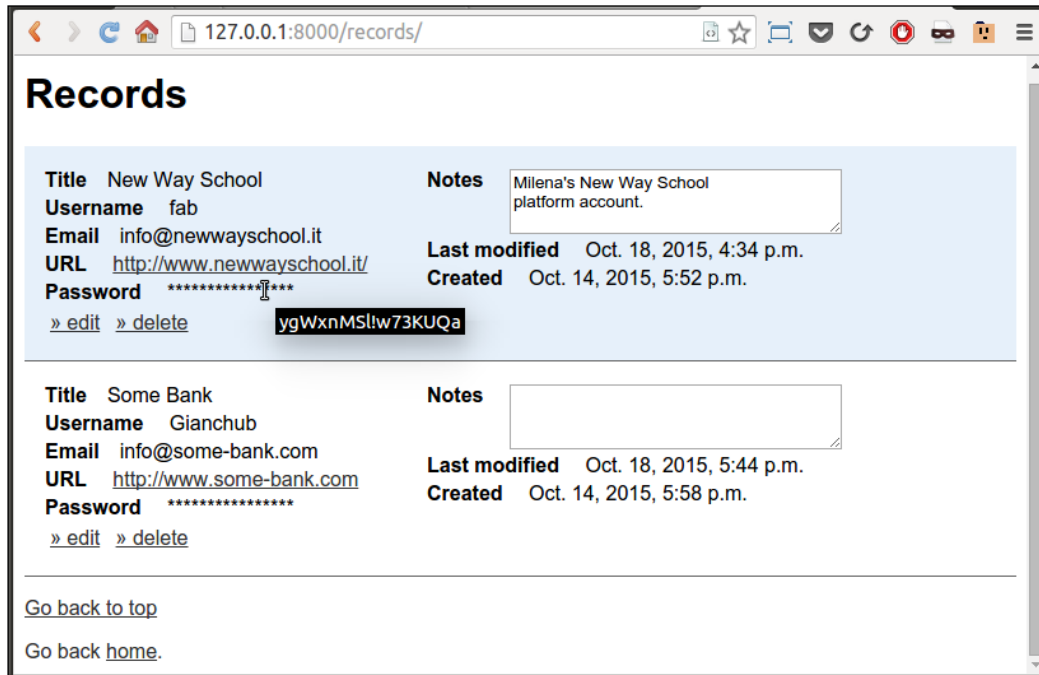 127.0.0.1:8000/records/
Records
Title New Way School
Username fab
Email info@newwayschool.it
URL http://www.newwayschool.it/
Password ****************
» edit » delete
ygWxnMSl!w73KUQa
Notes Milena's New Way School
platform account.
Last modified Oct. 18, 2015, 4:34 p.m.
Created Oct. 14, 2015, 5:52 p.m.
Title Some Bank
Username Gianchub
Email info@some-bank.com
URL http://www.some-bank.com
Password ****************
» edit » delete
Notes
Last modified Oct. 18, 2015, 5:44 p.m.
Created Oct. 14, 2015, 5:58 p.m.
Go back to top
Go back home.